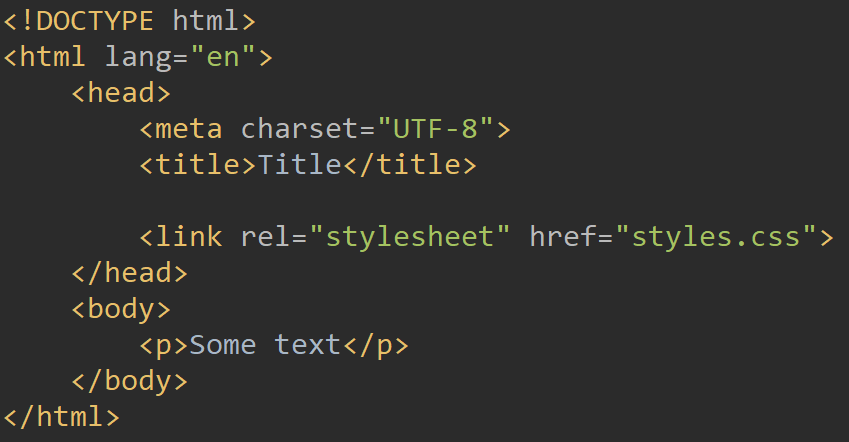 <!DOCTYPE html>
<html lang="en">
    <head>
        <meta charset="UTF-8">
        <title>Title</title>

        <link rel="stylesheet" href="styles.css">
    </head>
    <body>
        <p>Some text</p>
    </body>
</html>